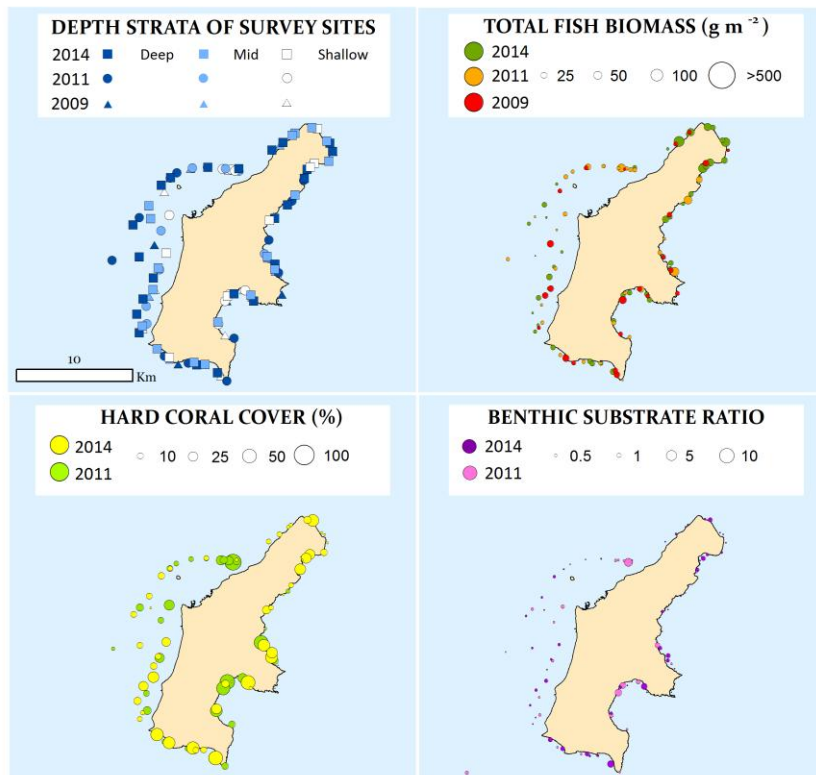 DEPTH STRATA OF SURVEY SITES
2014 Deep Mid Shallow
2011
2009
10
Km
TOTAL FISH BIOMASS (g m ⁻²)
2014
2011 25 50 100 >500
2009
HARD CORAL COVER (%)
2014 10 25 50 100
2011
BENTHIC SUBSTRATE RATIO
2014 0.5 1 5 10
2011